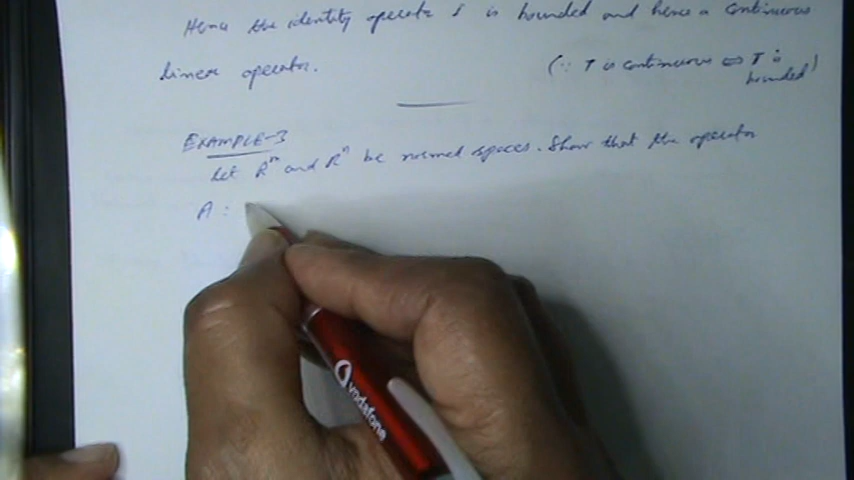 Hence the identity operator I is bounded and hence a continuous
linear operator. (∵ T is continuous ⇔ T is bounded)
EXAMPLE-3
Let Rⁿ and Rⁿ be normed spaces. Show that the operator
A :
vodafone